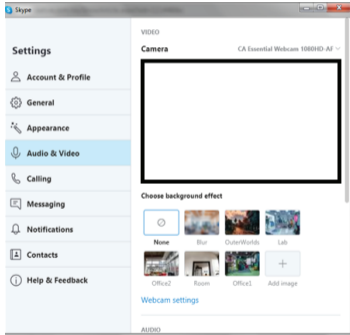 Skype
VIDEO
Settings
Camera
CA Essential Webcam 1080HD-AF
Account & Profile
General
Appearance
Audio & Video
Calling
Messaging
Notifications
Contacts
Help & Feedback
Choose background effect
None
Blur
OuterWorlds
Lab
Office2
Room
Office1
Add image
Webcam settings
AUDIO